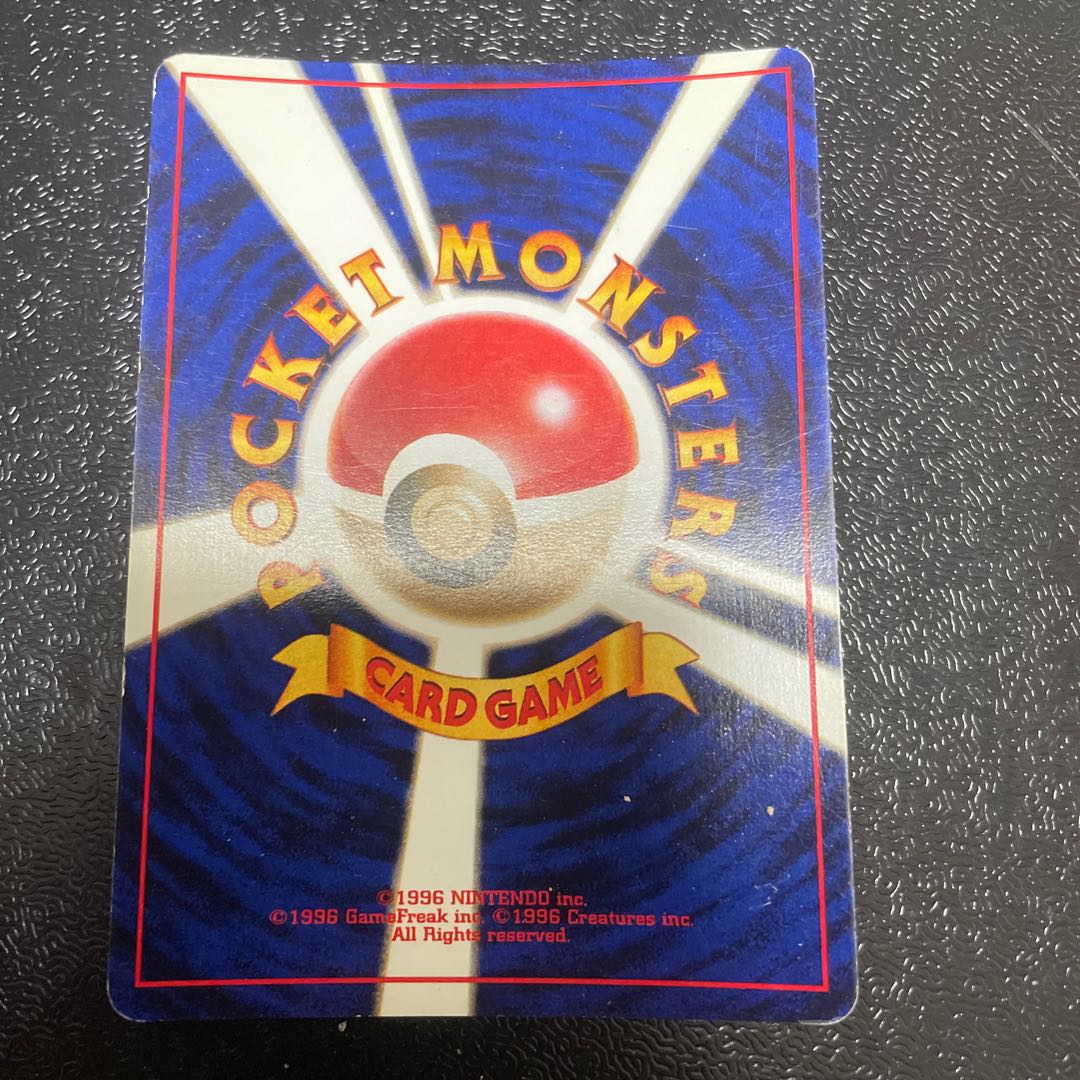 POCKET MONSTERS
CARD GAME
©1996 NINTENDO inc.
©1996 GameFreak inc. ©1996 Creatures inc.
All Rights reserved.